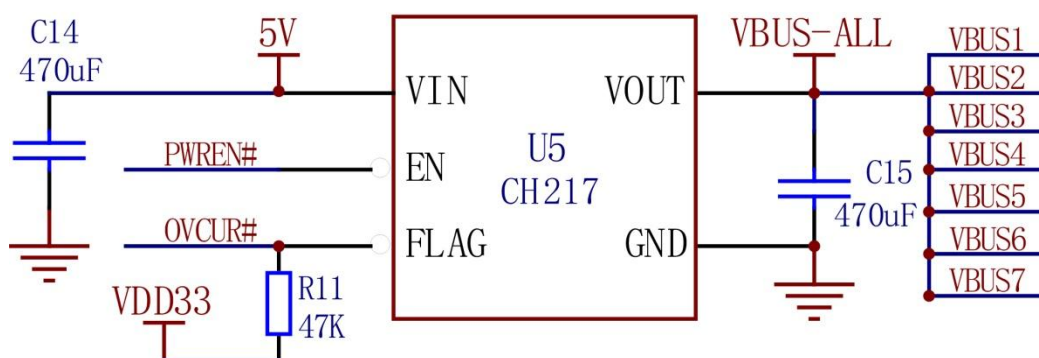 C14
470uF
5V
VBUS-ALL
VBUS1
VBUS2
VBUS3
VBUS4
VBUS5
VBUS6
VBUS7
VIN
VOUT
PWREN#
EN
U5
CH217
C15
470uF
OVCUR#
FLAG
GND
R11
47K
VDD33